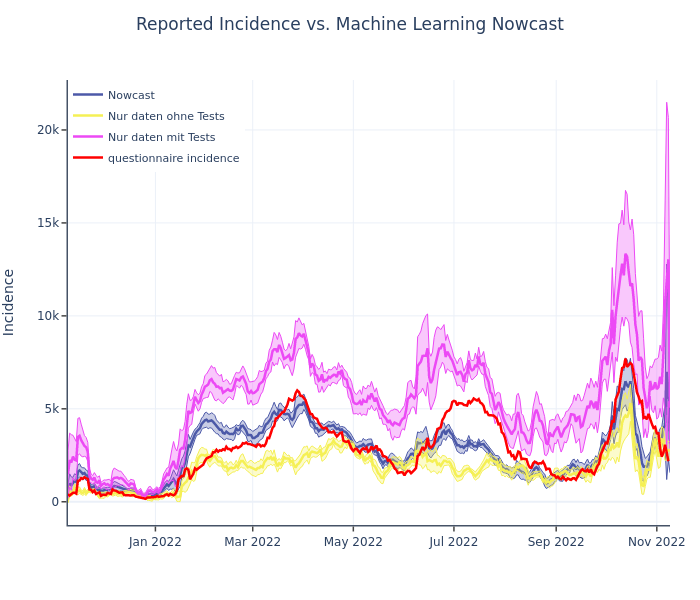 Reported Incidence vs. Machine Learning Nowcast
Nowcast
Nur daten ohne Tests
Nur daten mit Tests
questionnaire incidence
Incidence
20k
15k
10k
5k
0
Jan 2022
Mar 2022
May 2022
Jul 2022
Sep 2022
Nov 2022